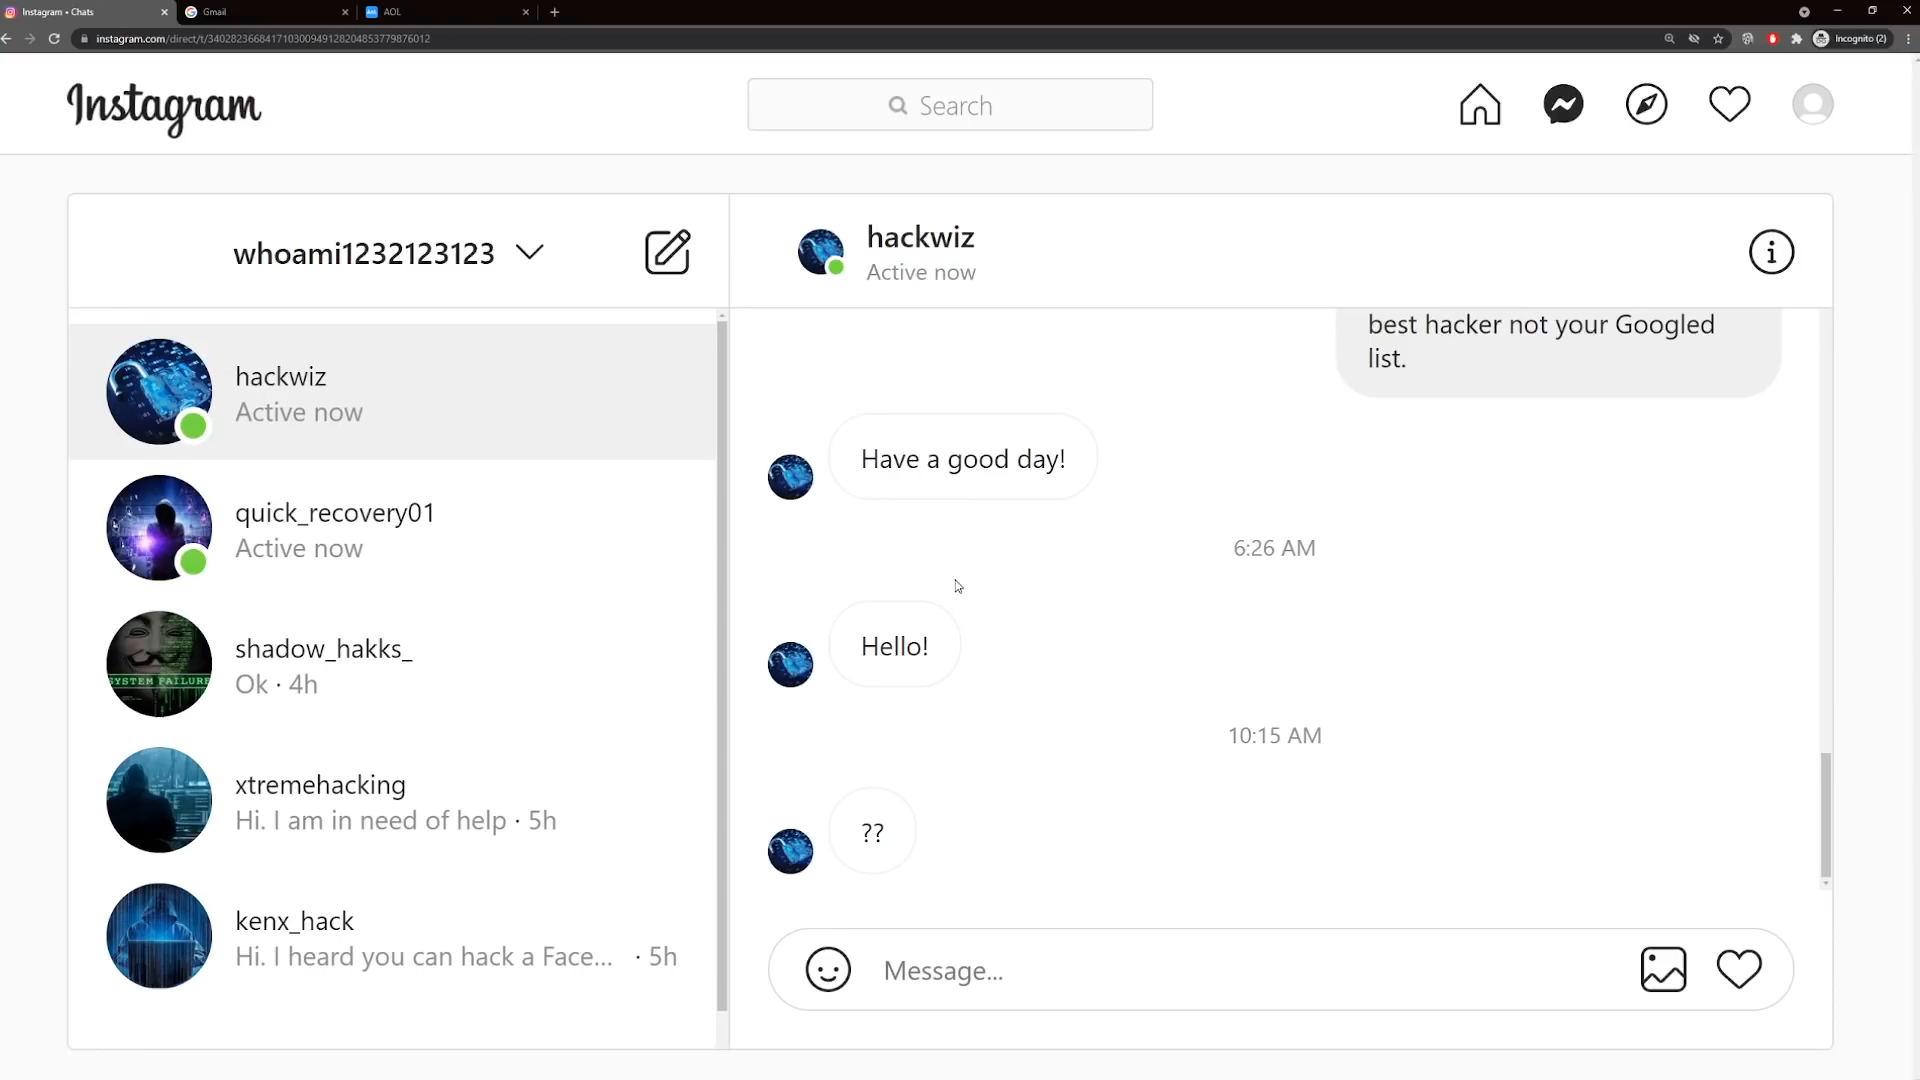 Instagram • Chats
Gmail
AOL
instagram.com/direct/t/340282366841710300949128204853779876012
Incognito (2)
Instagram
Search
whoami1232123123
hackwiz
Active now
quick_recovery01
Active now
SYSTEM FAILURE
shadow_hakks_
Ok · 4h
xtremehacking
Hi. I am in need of help · 5h
kenx_hack
Hi. I heard you can hack a Face... · 5h
hackwiz
Active now
best hacker not your Googled
list.
Have a good day!
6:26 AM
Hello!
10:15 AM
??
Message...